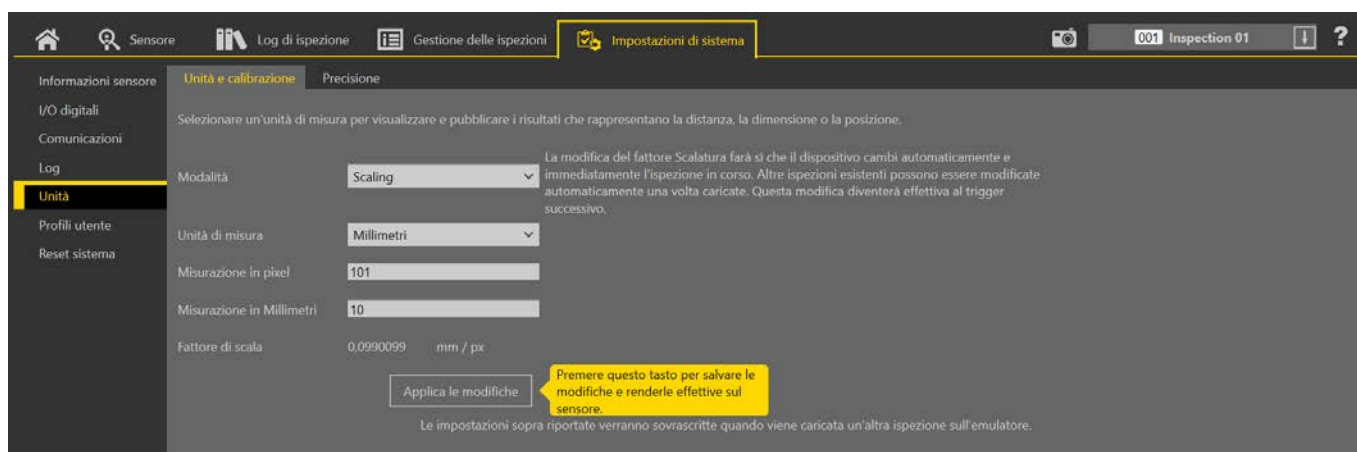 Sensore
Log di ispezione
Gestione delle ispezioni
Impostazioni di sistema
001 Inspection 01
?
Informazioni sensore
I/O digitali
Comunicazioni
Log
Unità
Profili utente
Reset sistema
Unità e calibrazione
Precisione
Selezionare un'unità di misura per visualizzare e pubblicare i risultati che rappresentano la distanza, la dimensione o la posizione.
Modalità
Scaling
La modifica del fattore Scalatura farà sì che il dispositivo cambi automaticamente e
immediatamente l'ispezione in corso. Altre ispezioni esistenti possono essere modificate
automaticamente una volta caricate. Questa modifica diventerà effettiva al trigger
successivo.
Unità di misura
Millimetri
Misurazione in pixel
101
Misurazione in Millimetri
10
Fattore di scala
0,0990099 mm / px
Applica le modifiche
Premere questo tasto per salvare le
modifiche e renderle effettive sul
sensore.
Le impostazioni sopra riportate verranno sovrascritte quando viene caricata un'altra ispezione sull'emulatore.